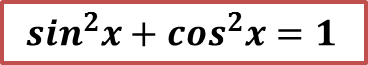 sin²x + cos²x = 1